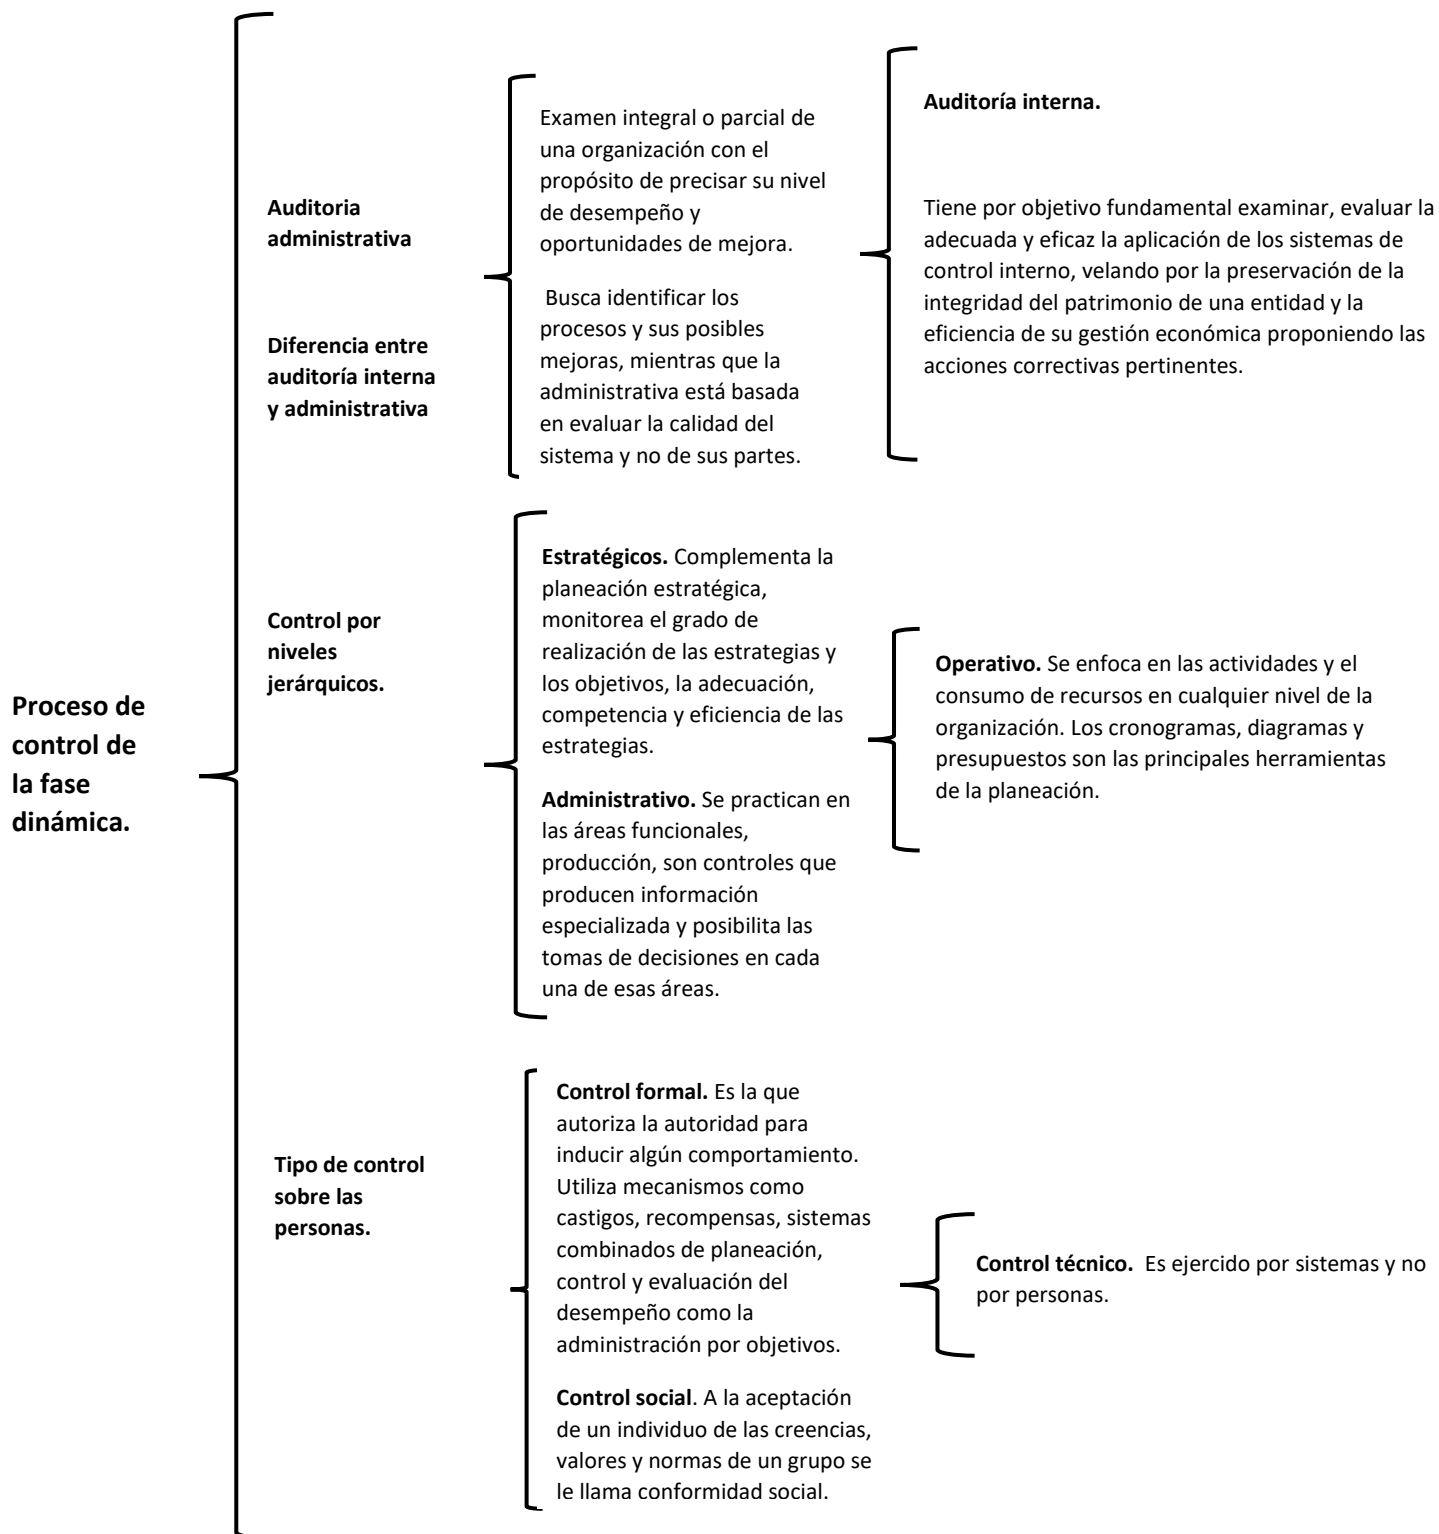 Proceso de
control de
la fase
dinámica.
Auditoria
administrativa
Diferencia entre
auditoría interna
y administrativa
Examen integral o parcial de
una organización con el
propósito de precisar su nivel
de desempeño y
oportunidades de mejora.
Busca identificar los
procesos y sus posibles
mejoras, mientras que la
administrativa está basada
en evaluar la calidad del
sistema y no de sus partes.
Auditoría interna.
Tiene por objetivo fundamental examinar, evaluar la
adecuada y eficaz la aplicación de los sistemas de
control interno, velando por la preservación de la
integridad del patrimonio de una entidad y la
eficiencia de su gestión económica proponiendo las
acciones correctivas pertinentes.
Control por
niveles
jerárquicos.
Estratégicos. Complementa la
planeación estratégica,
monitorea el grado de
realización de las estrategias y
los objetivos, la adecuación,
competencia y eficiencia de las
estrategias.
Administrativo. Se practican en
las áreas funcionales,
producción, son controles que
producen información
especializada y posibilita las
tomas de decisiones en cada
una de esas áreas.
Operativo. Se enfoca en las actividades y el
consumo de recursos en cualquier nivel de la
organización. Los cronogramas, diagramas y
presupuestos son las principales herramientas
de la planeación.
Tipo de control
sobre las
personas.
Control formal. Es la que
autoriza la autoridad para
inducir algún comportamiento.
Utiliza mecanismos como
castigos, recompensas, sistemas
combinados de planeación,
control y evaluación del
desempeño como la
administración por objetivos.
Control social. A la aceptación
de un individuo de las creencias,
valores y normas de un grupo se
le llama conformidad social.
Control técnico. Es ejercido por sistemas y no
por personas.